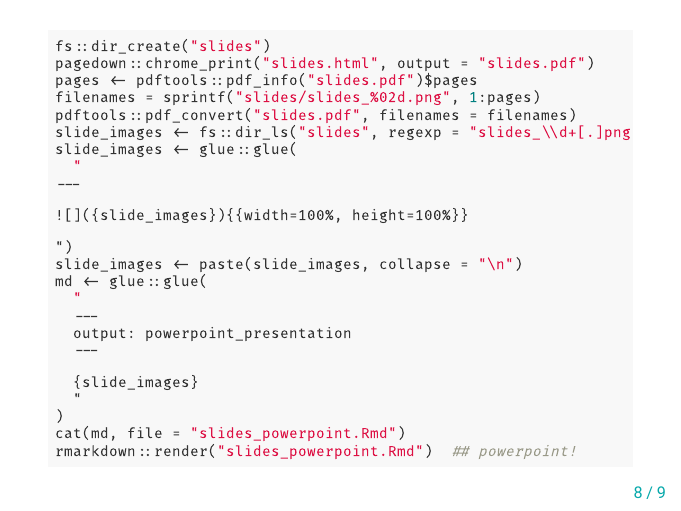 fs::dir_create("slides")
pagedown::chrome_print("slides.html", output = "slides.pdf")
pages <- pdftools::pdf_info("slides.pdf")$pages
filenames = sprintf("slides/slides_%02d.png", 1:pages)
pdftools::pdf_convert("slides.pdf", filenames = filenames)
slide_images <- fs::dir_ls("slides", regexp = "slides_\\d+[.]png
slide_images <- glue::glue(
  "
---
![]({slide_images}){{width=100%, height=100%}}
")
slide_images <- paste(slide_images, collapse = "\n")
md <- glue::glue(
  "
  ---
  output: powerpoint_presentation
  ---
  {slide_images}
  "
)
cat(md, file = "slides_powerpoint.Rmd")
rmarkdown::render("slides_powerpoint.Rmd")  ## powerpoint!
8 / 9